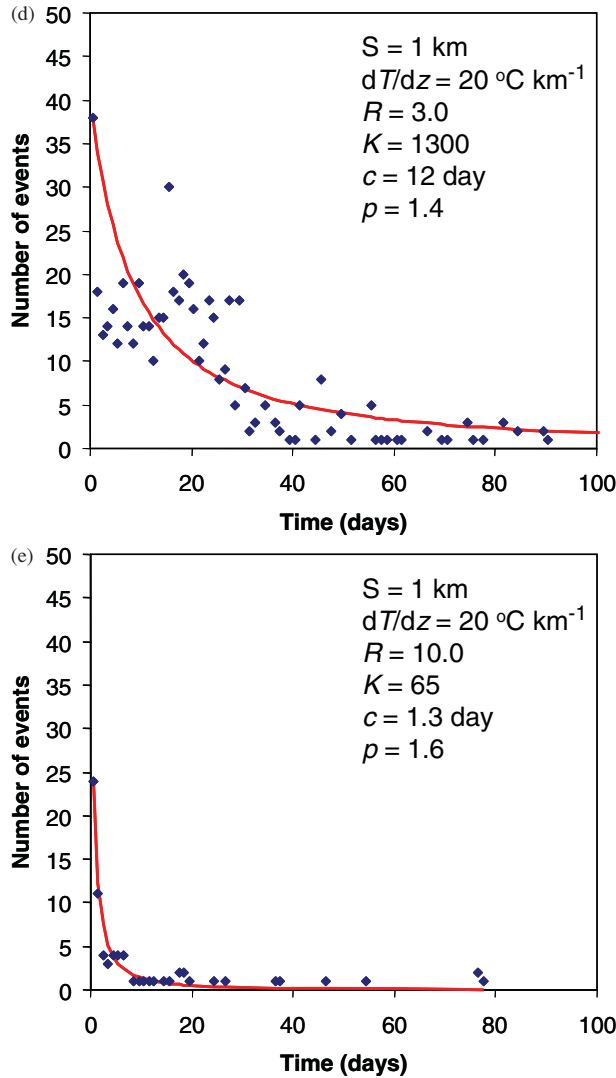 (d)
50
45
40
35
30
25
20
15
10
5
0
Number of events
S = 1 km
dT/dz = 20 °C km⁻¹
R = 3.0
K = 1300
c = 12 day
p = 1.4
0 20 40 60 80 100
Time (days)
(e)
50
45
40
35
30
25
20
15
10
5
0
Number of events
S = 1 km
dT/dz = 20 °C km⁻¹
R = 10.0
K = 65
c = 1.3 day
p = 1.6
0 20 40 60 80 100
Time (days)